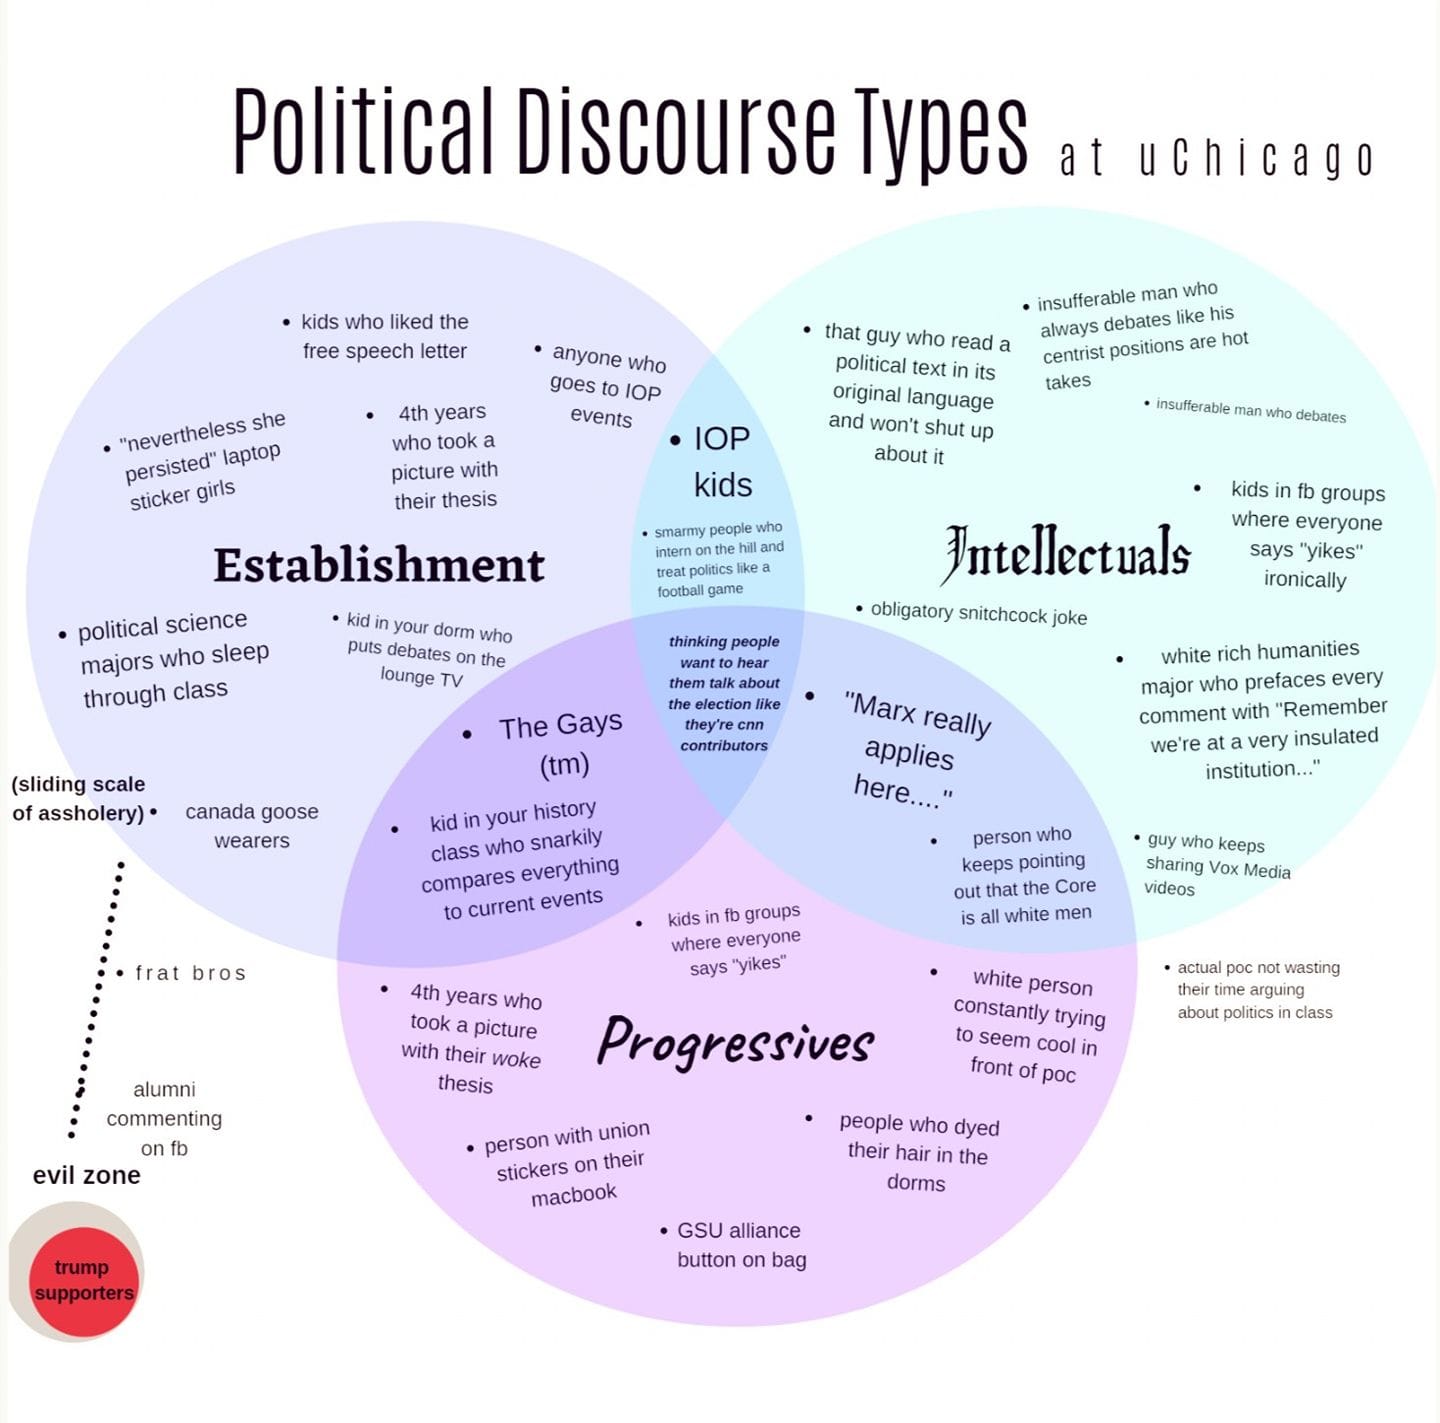 Political Discourse Types at uChicago
• kids who liked the
free speech letter
• anyone who
goes to IOP
events
• "nevertheless she
persisted" laptop
sticker girls
• 4th years
who took a
picture with
their thesis
Establishment
• political science
majors who sleep
through class
• kid in your dorm who
puts debates on the
lounge TV
(sliding scale
of assholery) • canada goose
wearers
• IOP
kids
• smarmy people who
intern on the hill and
treat politics like a
football game
thinking people
want to hear
them talk about
the election like
they're cnn
contributors
• that guy who read a
political text in its
original language
and won't shut up
about it
• insufferable man who
always debates like his
centrist positions are hot
takes
• insufferable man who debates
• kids in fb groups
where everyone
says "yikes"
ironically
Intellectuals
• obligatory snitchcock joke
• white rich humanities
major who prefaces every
comment with "Remember
we're at a very insulated
institution..."
• guy who keeps
sharing Vox Media
videos
• The Gays
(tm)
• kid in your history
class who snarkily
compares everything
to current events
• "Marx really
applies
here...."
• person who
keeps pointing
out that the Core
is all white men
• kids in fb groups
where everyone
says "yikes"
• 4th years who
took a picture
with their woke
thesis
Progressives
• white person
constantly trying
to seem cool in
front of poc
• person with union
stickers on their
macbook
• people who dyed
their hair in the
dorms
• GSU alliance
button on bag
• actual poc not wasting
their time arguing
about politics in class
• frat bros
• alumni
commenting
on fb
evil zone
trump
supporters